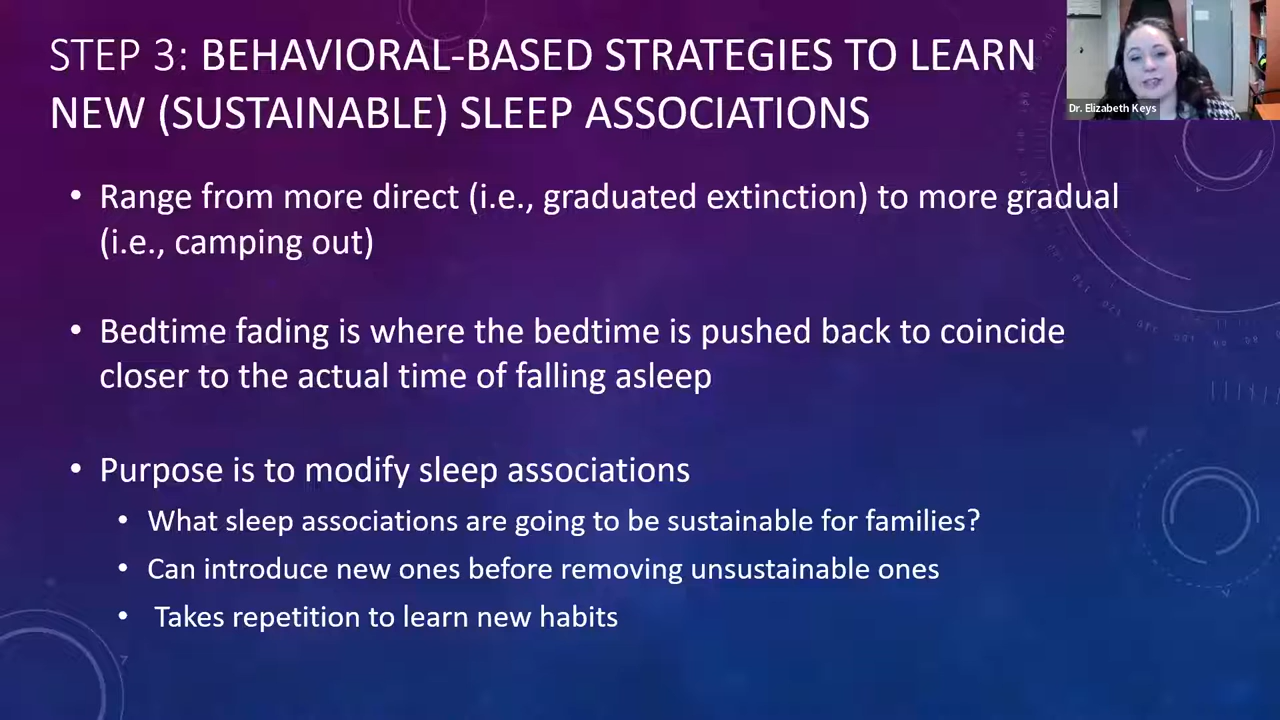 STEP 3: BEHAVIORAL-BASED STRATEGIES TO LEARN
NEW (SUSTAINABLE) SLEEP ASSOCIATIONS
Dr. Elizabeth Keys
• Range from more direct (i.e., graduated extinction) to more gradual
(i.e., camping out)
• Bedtime fading is where the bedtime is pushed back to coincide
closer to the actual time of falling asleep
• Purpose is to modify sleep associations
• What sleep associations are going to be sustainable for families?
• Can introduce new ones before removing unsustainable ones
• Takes repetition to learn new habits